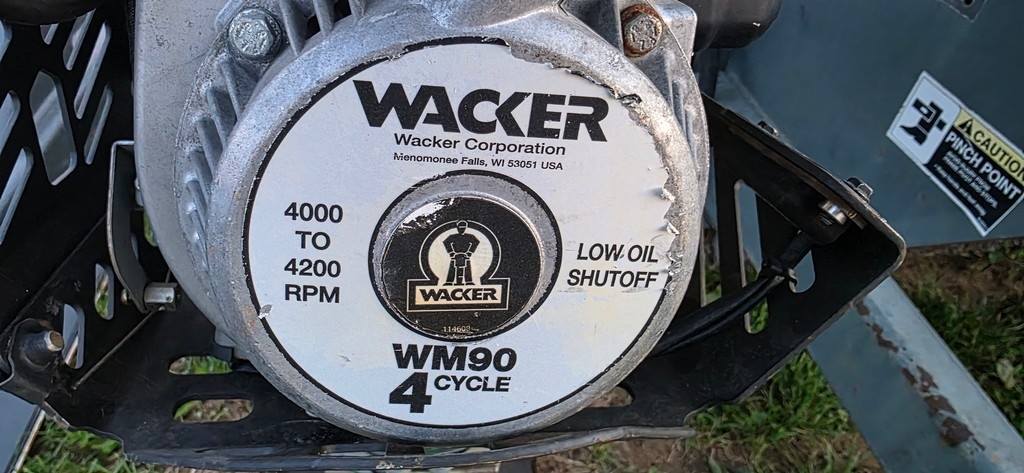 WACKER
Wacker Corporation
Menomonee Falls, WI 53051 USA
4000
TO
4200
RPM
LOW OIL
SHUTOFF
WACKER
WM90
4 CYCLE
CAUTION
PINCH POINT